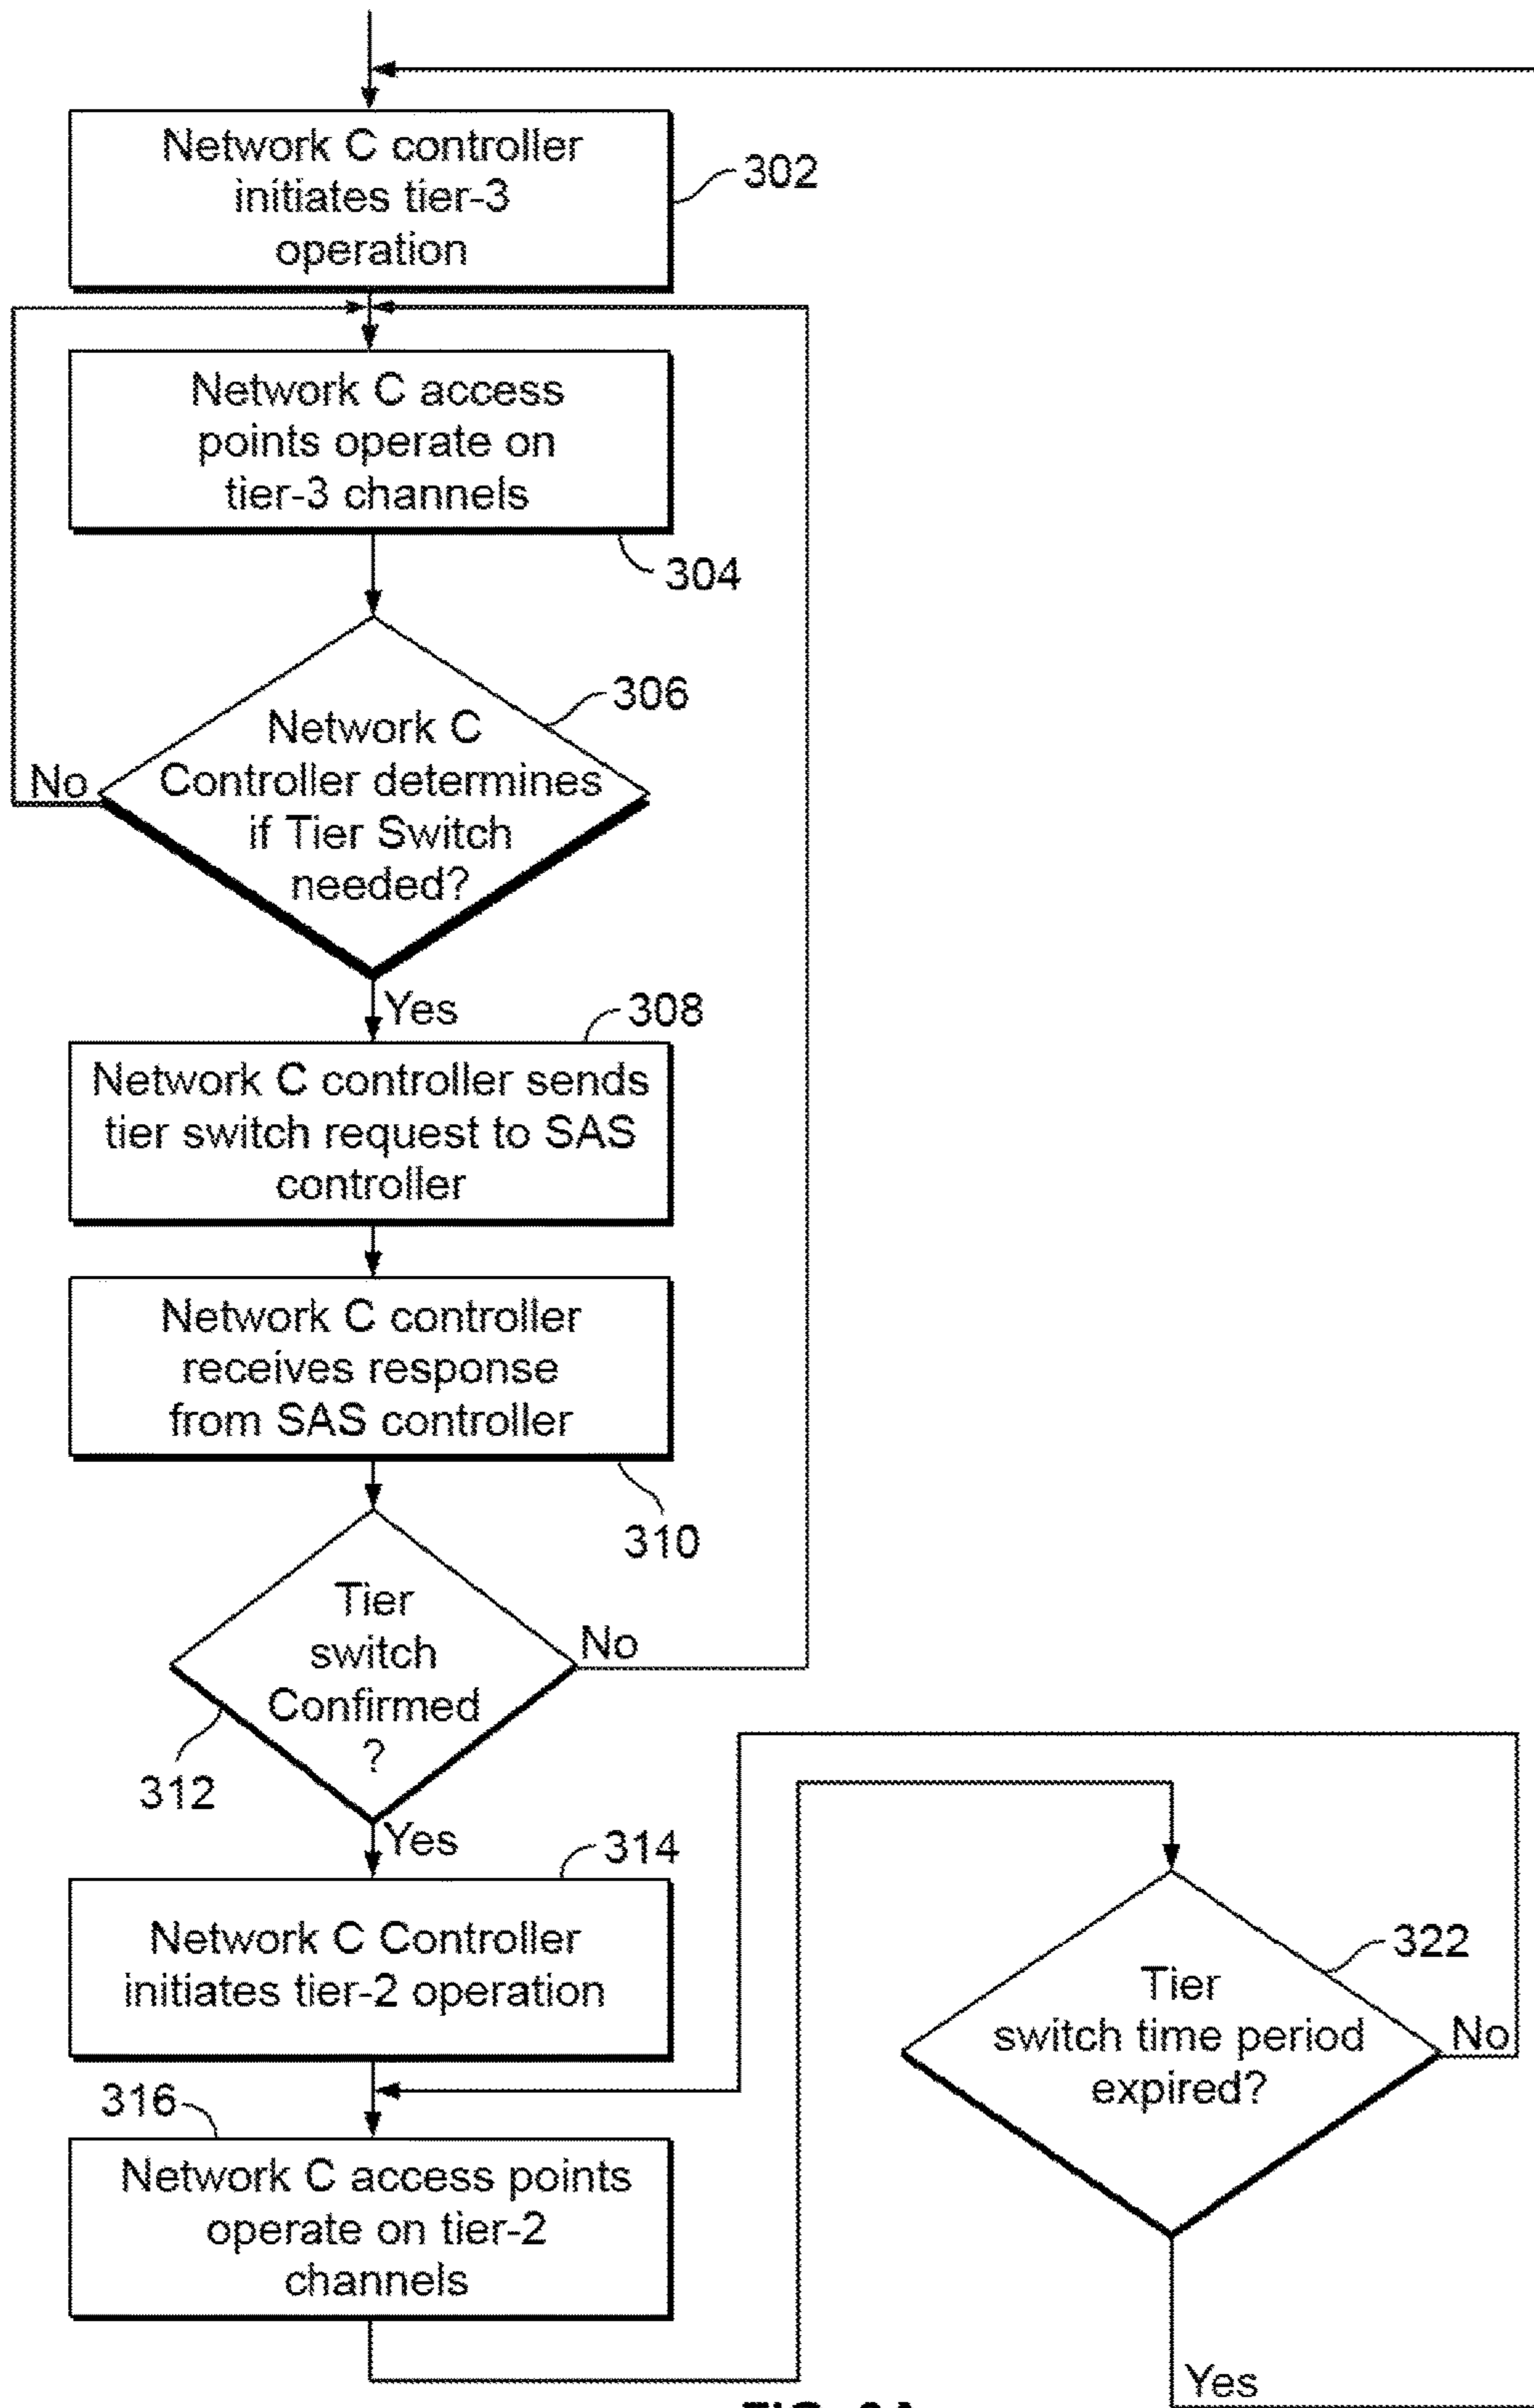 Network C controller
initiates tier-3
operation
302
Network C access
points operate on
tier-3 channels
304
306
Network C
Controller determines
if Tier Switch
needed?
No
Yes
308
Network C controller sends
tier switch request to SAS
controller
Network C controller
receives response
from SAS controller
310
Tier
switch
Confirmed
?
No
312
Yes
314
Network C Controller
initiates tier-2 operation
316
Network C access points
operate on tier-2
channels
322
Tier
switch time period
expired?
No
Yes